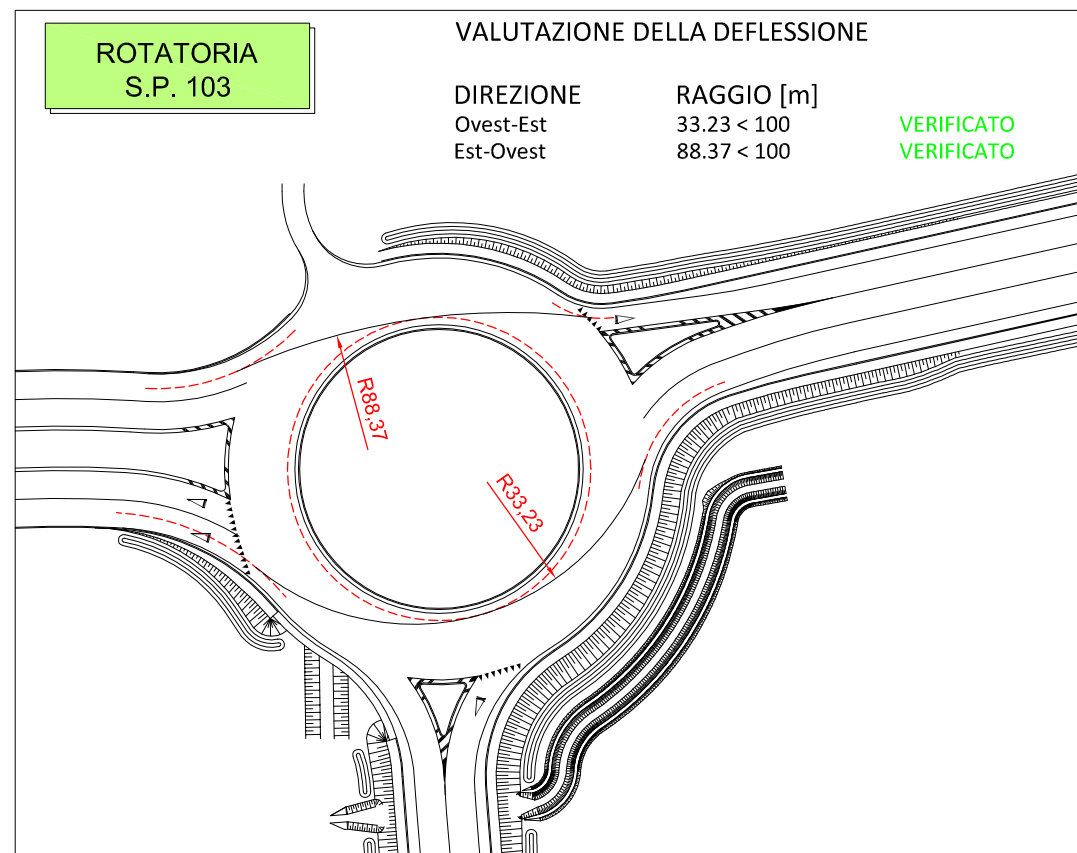 ROTATORIA
S.P. 103
VALUTAZIONE DELLA DEFLESSIONE
DIREZIONE RAGGIO [m]
Ovest-Est 33.23 < 100 VERIFICATO
Est-Ovest 88.37 < 100 VERIFICATO
R88,37
R33,23